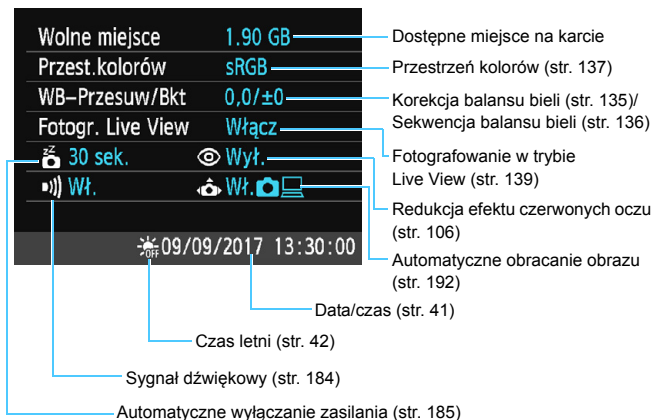 Wolne miejsce 1.90 GB Dostępne miejsce na karcie
Przest.kolorów sRGB Przestrzeń kolorów (str. 137)
WB–Przesuw/Bkt 0,0/±0 Korekcja balansu bieli (str. 135)/
Sekwencja balansu bieli (str. 136)
Fotogr. Live View Włącz Fotografowanie w trybie
Live View (str. 139)
zZ 30 sek. Wył. Redukcja efektu czerwonych oczu
(str. 106)
Wł. Wł. Automatyczne obracanie obrazu
(str. 192)
OFF 09/09/2017 13:30:00
Data/czas (str. 41)
Czas letni (str. 42)
Sygnał dźwiękowy (str. 184)
Automatyczne wyłączanie zasilania (str. 185)